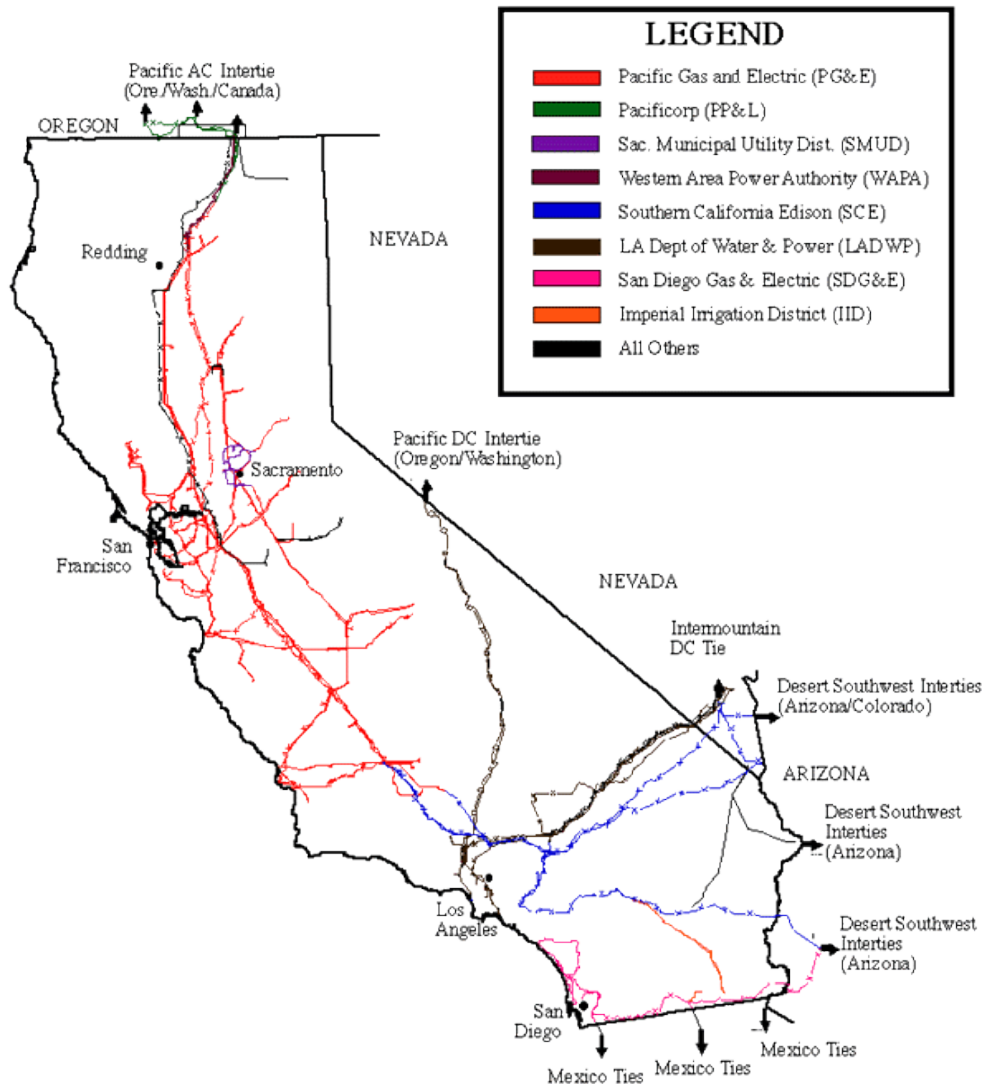 LEGEND
Pacific Gas and Electric (PG&E)
Pacificorp (PP&L)
Sac. Municipal Utility Dist. (SMUD)
Western Area Power Authority (WAPA)
Southern California Edison (SCE)
LA Dept of Water & Power (LADWP)
San Diego Gas & Electric (SDG&E)
Imperial Irrigation District (IID)
All Others
Pacific AC Intertie
(Ore./Wash./Canada)
OREGON
NEVADA
Redding
Pacific DC Intertie
(Oregon/Washington)
Sacramento
San
Francisco
NEVADA
Intermountain
DC Tie
Desert Southwest Interties
(Arizona/Colorado)
ARIZONA
Desert Southwest
Interties
(Arizona)
Los
Angeles
Desert Southwest
Interties
(Arizona)
San
Diego
Mexico Ties
Mexico Ties
Mexico Ties